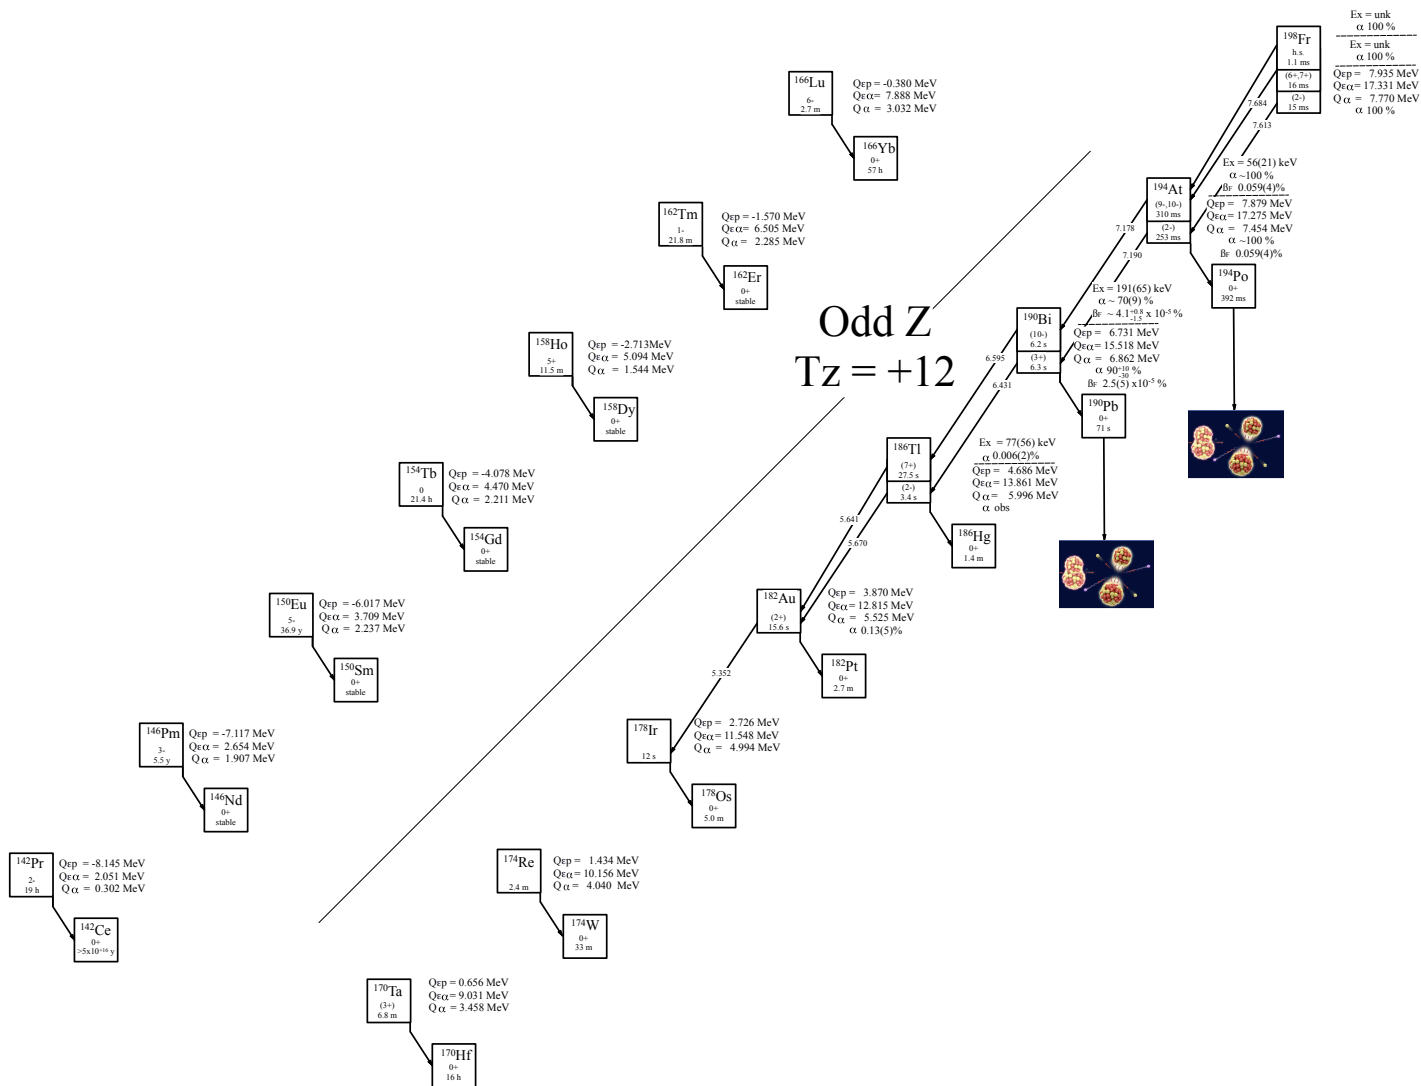 Ex = unk
α 100 %
Ex = unk
α 100 %
198Fr
h.s.
1.1 ms
(6+,7+)
16 ms
(2-)
15 ms
Qεp = 7.935 MeV
Qεα= 17.331 MeV
Q α = 7.770 MeV
α 100 %
7.684
7.613
166Lu
6-
2.7 m
Qεp = -0.380 MeV
Qεα= 7.888 MeV
Q α = 3.032 MeV
166Yb
0+
57 h
Ex = 56(21) keV
α ~100 %
βF 0.059(4)%
194At
(9-,10-)
310 ms
(2-)
253 ms
Qεp = 7.879 MeV
Qεα= 17.275 MeV
Q α = 7.454 MeV
α ~100 %
βF 0.059(4)%
7.178
7.190
194Po
0+
392 ms
162Tm
1-
21.8 m
Qεp = -1.570 MeV
Qεα = 6.505 MeV
Q α = 2.285 MeV
162Er
0+
stable
Odd Z
Tz = +12
Ex = 191(65) keV
α ~ 70(9) %
βF ~ 4.1+0.8-1.5 x 10-5 %
190Bi
(10-)
6.2 s
(3+)
6.3 s
Qεp = 6.731 MeV
Qεα= 15.518 MeV
Q α = 6.862 MeV
α 90+10-30 %
βF 2.5(5) x10-5 %
6.595
6.431
190Pb
0+
71 s
158Ho
5+
11.5 m
Qεp = -2.713MeV
Qεα = 5.094 MeV
Q α = 1.544 MeV
158Dy
0+
stable
Ex = 77(56) keV
α 0.006(2)%
186Tl
(7+)
27.5 s
(2-)
3.4 s
Qεp = 4.686 MeV
Qεα = 13.861 MeV
Q α = 5.996 MeV
α obs
5.641
5.670
186Hg
0+
1.4 m
154Tb
0
21.4 h
Qεp = -4.078 MeV
Qεα = 4.470 MeV
Q α = 2.211 MeV
154Gd
0+
stable
182Au
(2+)
15.6 s
Qεp = 3.870 MeV
Qεα= 12.815 MeV
Q α = 5.525 MeV
α 0.13(5)%
5.352
182Pt
0+
2.7 m
150Eu
5-
36.9 y
Qεp = -6.017 MeV
Qεα = 3.709 MeV
Q α = 2.237 MeV
150Sm
0+
stable
178Ir
12 s
Qεp = 2.726 MeV
Qεα= 11.548 MeV
Q α = 4.994 MeV
178Os
0+
5.0 m
146Pm
3-
5.5 y
Qεp = -7.117 MeV
Qεα = 2.654 MeV
Q α = 1.907 MeV
146Nd
0+
stable
142Pr
2-
19 h
Qεp = -8.145 MeV
Qεα = 2.051 MeV
Q α = 0.302 MeV
142Ce
0+
>5x10+16 y
174Re
2.4 m
Qεp = 1.434 MeV
Qεα= 10.156 MeV
Q α = 4.040 MeV
174W
0+
33 m
170Ta
(3+)
6.8 m
Qεp = 0.656 MeV
Qεα= 9.031 MeV
Q α = 3.458 MeV
170Hf
0+
16 h